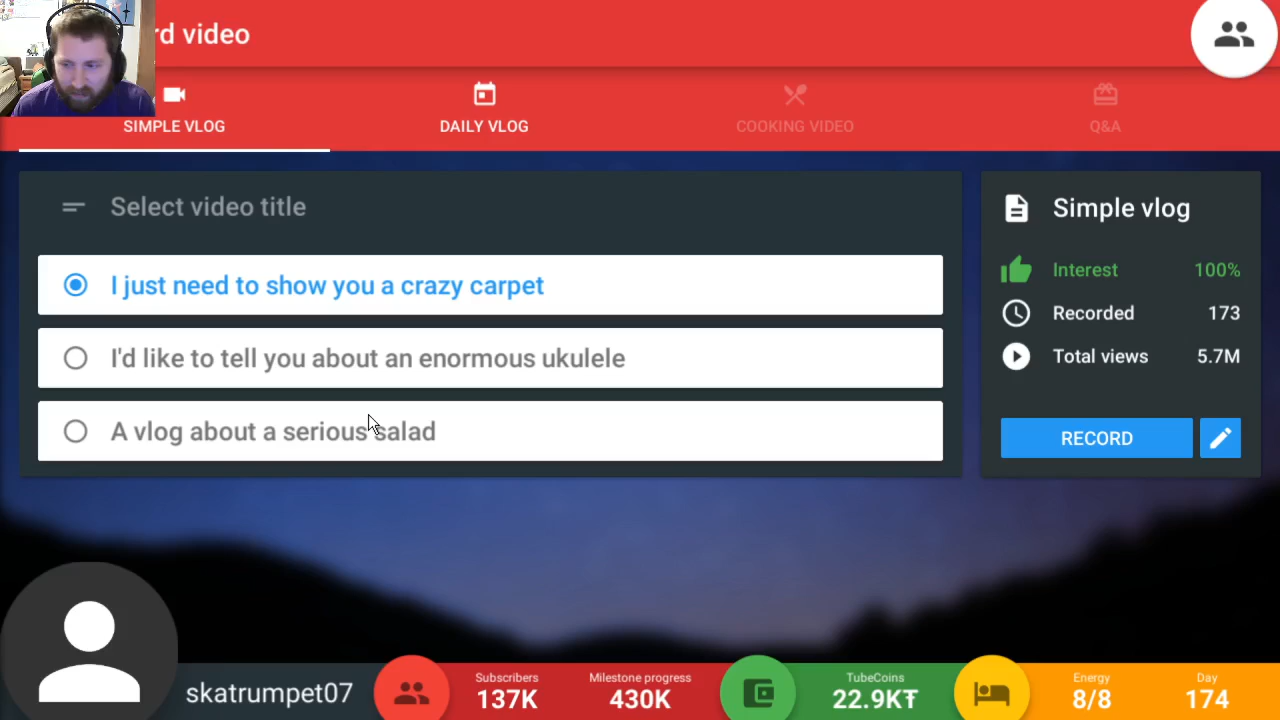 rd video
SIMPLE VLOG
DAILY VLOG
COOKING VIDEO
Q&A
Select video title
I just need to show you a crazy carpet
I'd like to tell you about an enormous ukulele
A vlog about a serious salad
Simple vlog
Interest 100%
Recorded 173
Total views 5.7M
RECORD
skatrumpet07
Subscribers
137K
Milestone progress
430K
TubeCoins
22.9KŦ
Energy
8/8
Day
174